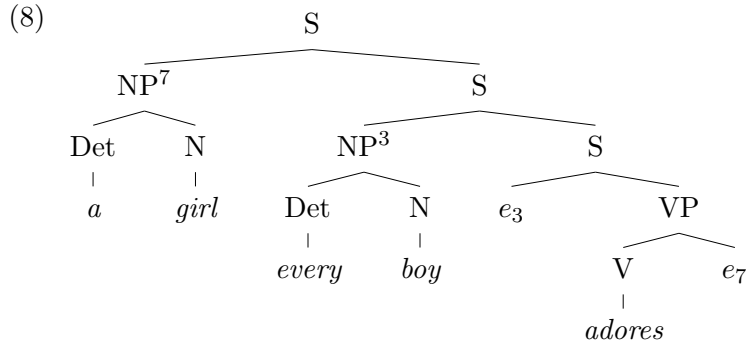 (8) S
NP⁷ S
Det N NP³ S
a girl Det N e₃ VP
every boy V e₇
adores